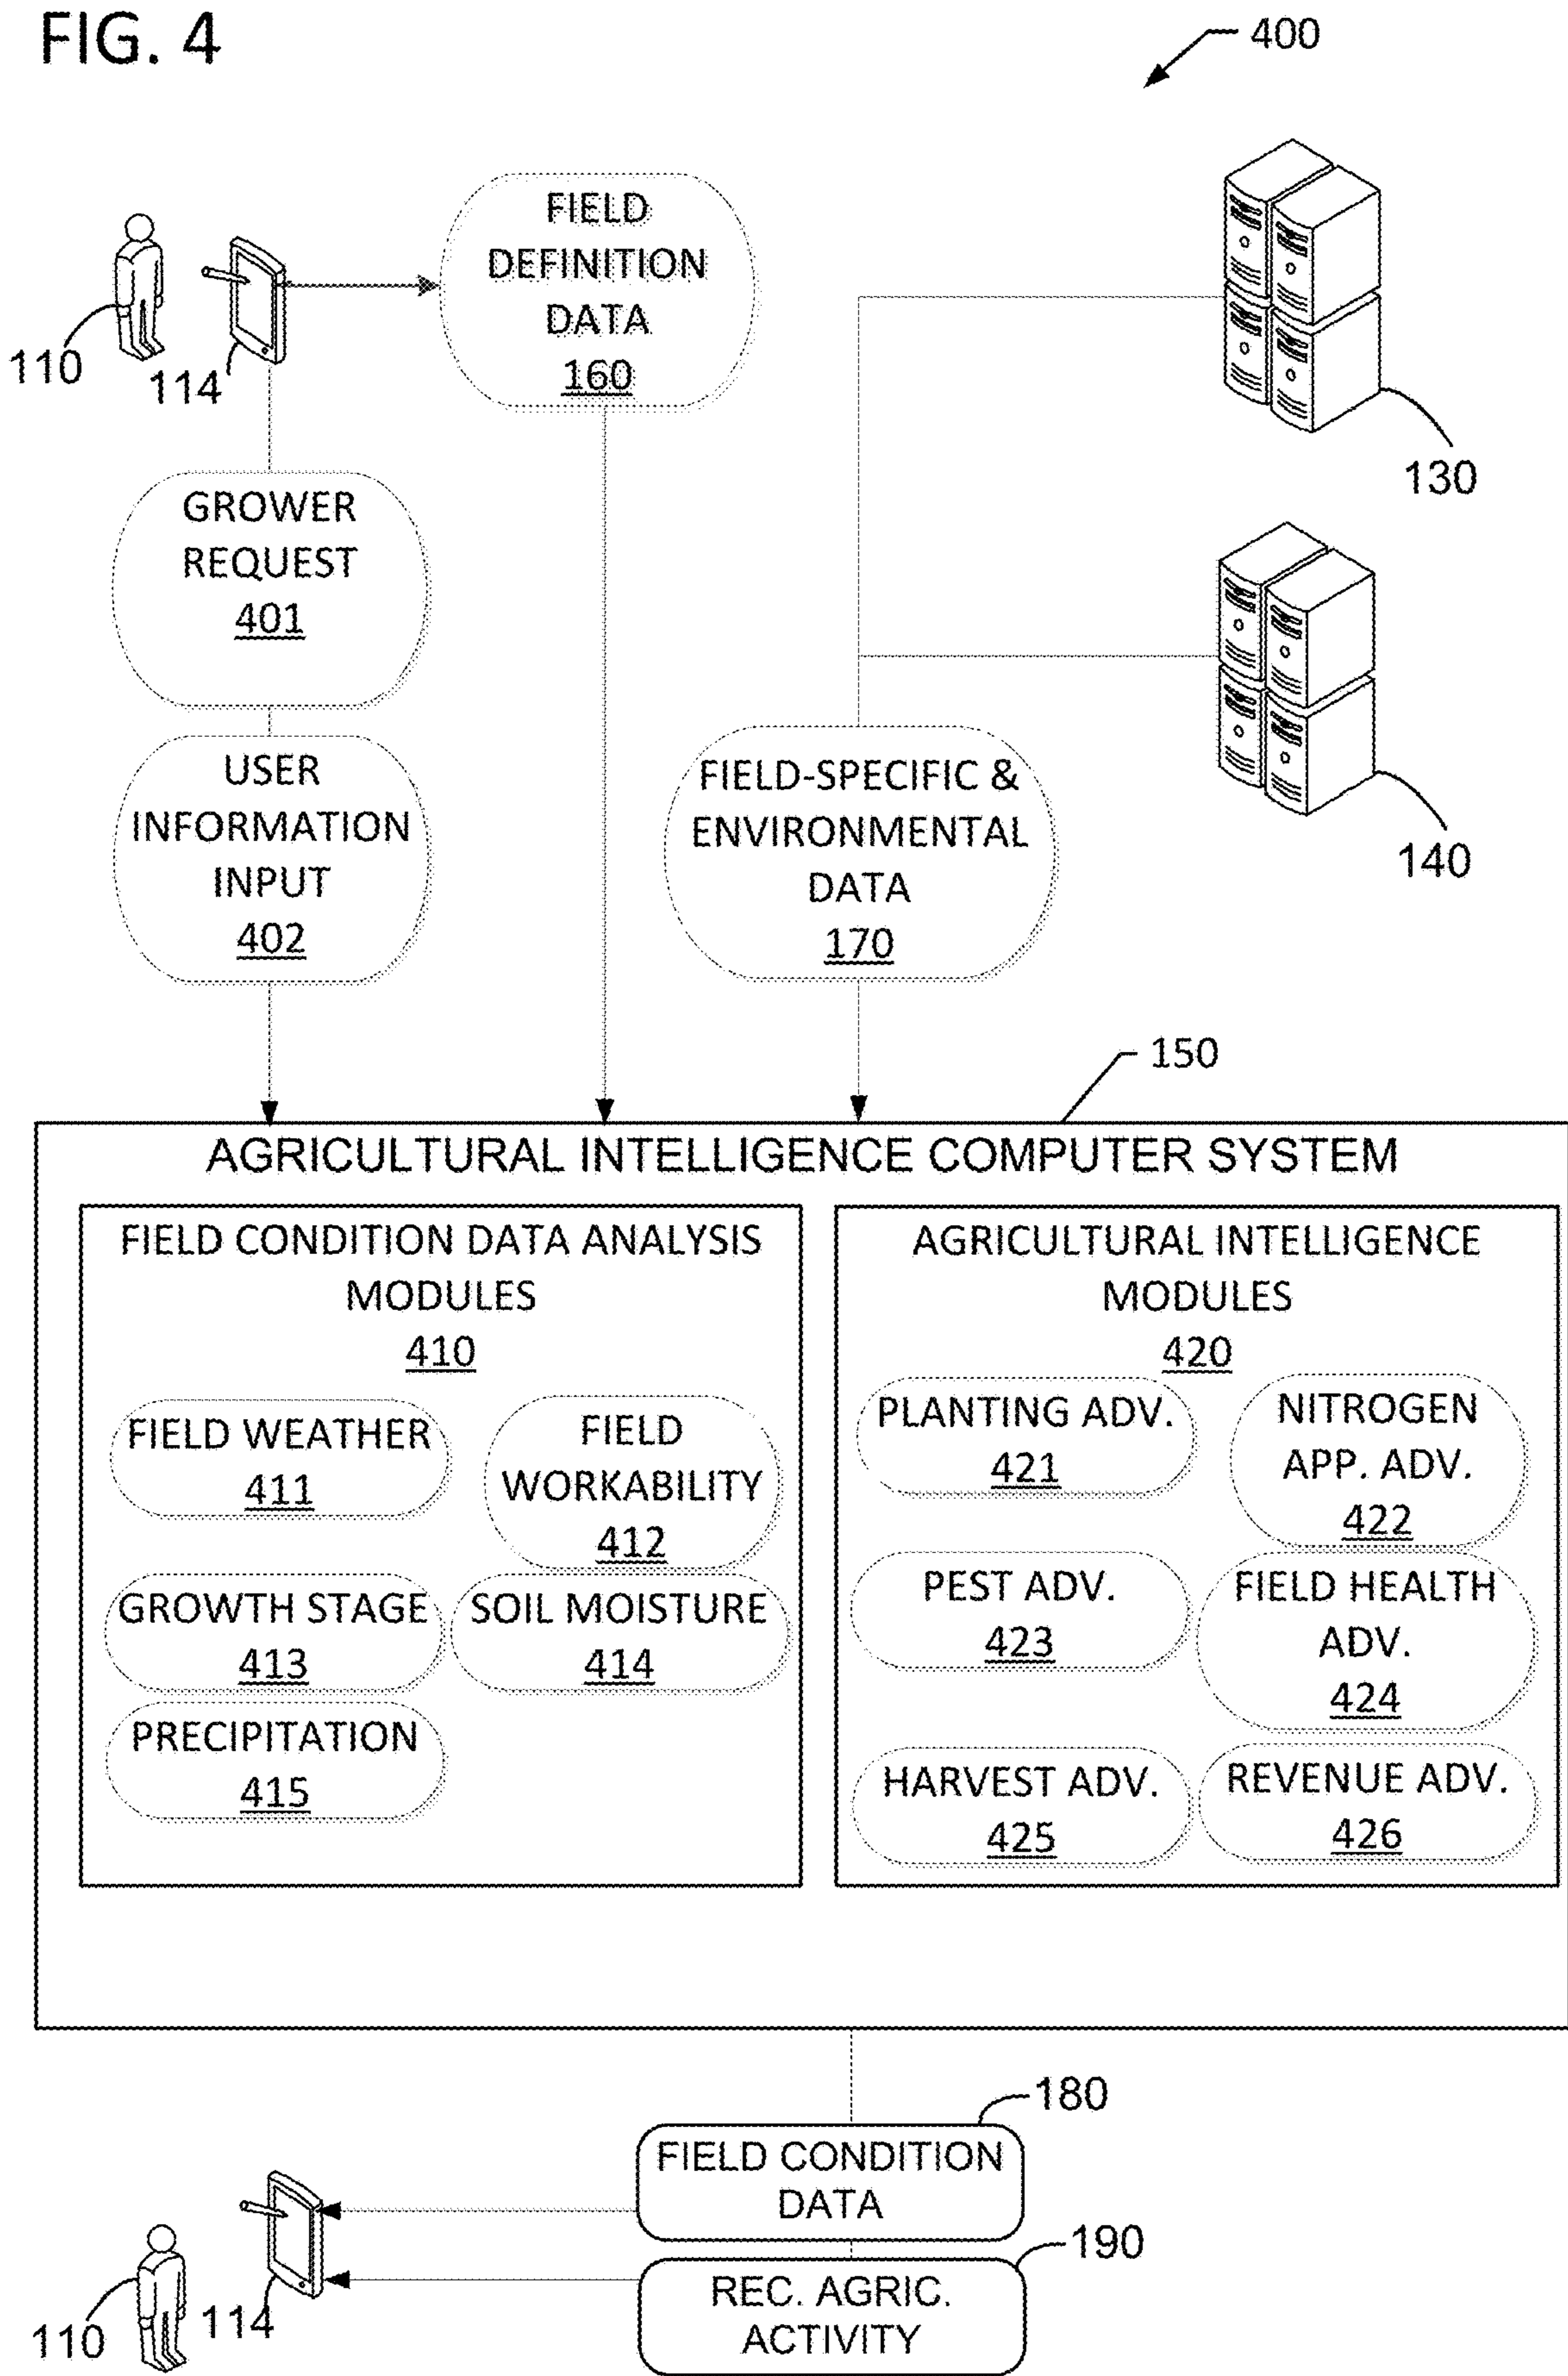 FIG. 4
400
FIELD
DEFINITION
DATA
160
110
114
130
GROWER
REQUEST
401
USER
INFORMATION
INPUT
402
FIELD-SPECIFIC &
ENVIRONMENTAL
DATA
170
140
150
AGRICULTURAL INTELLIGENCE COMPUTER SYSTEM
FIELD CONDITION DATA ANALYSIS
MODULES
410
FIELD WEATHER
411
FIELD
WORKABILITY
412
GROWTH STAGE
413
SOIL MOISTURE
414
PRECIPITATION
415
AGRICULTURAL INTELLIGENCE
MODULES
420
PLANTING ADV.
421
NITROGEN
APP. ADV.
422
PEST ADV.
423
FIELD HEALTH
ADV.
424
HARVEST ADV.
425
REVENUE ADV.
426
180
FIELD CONDITION
DATA
190
REC. AGRIC.
ACTIVITY
110
114